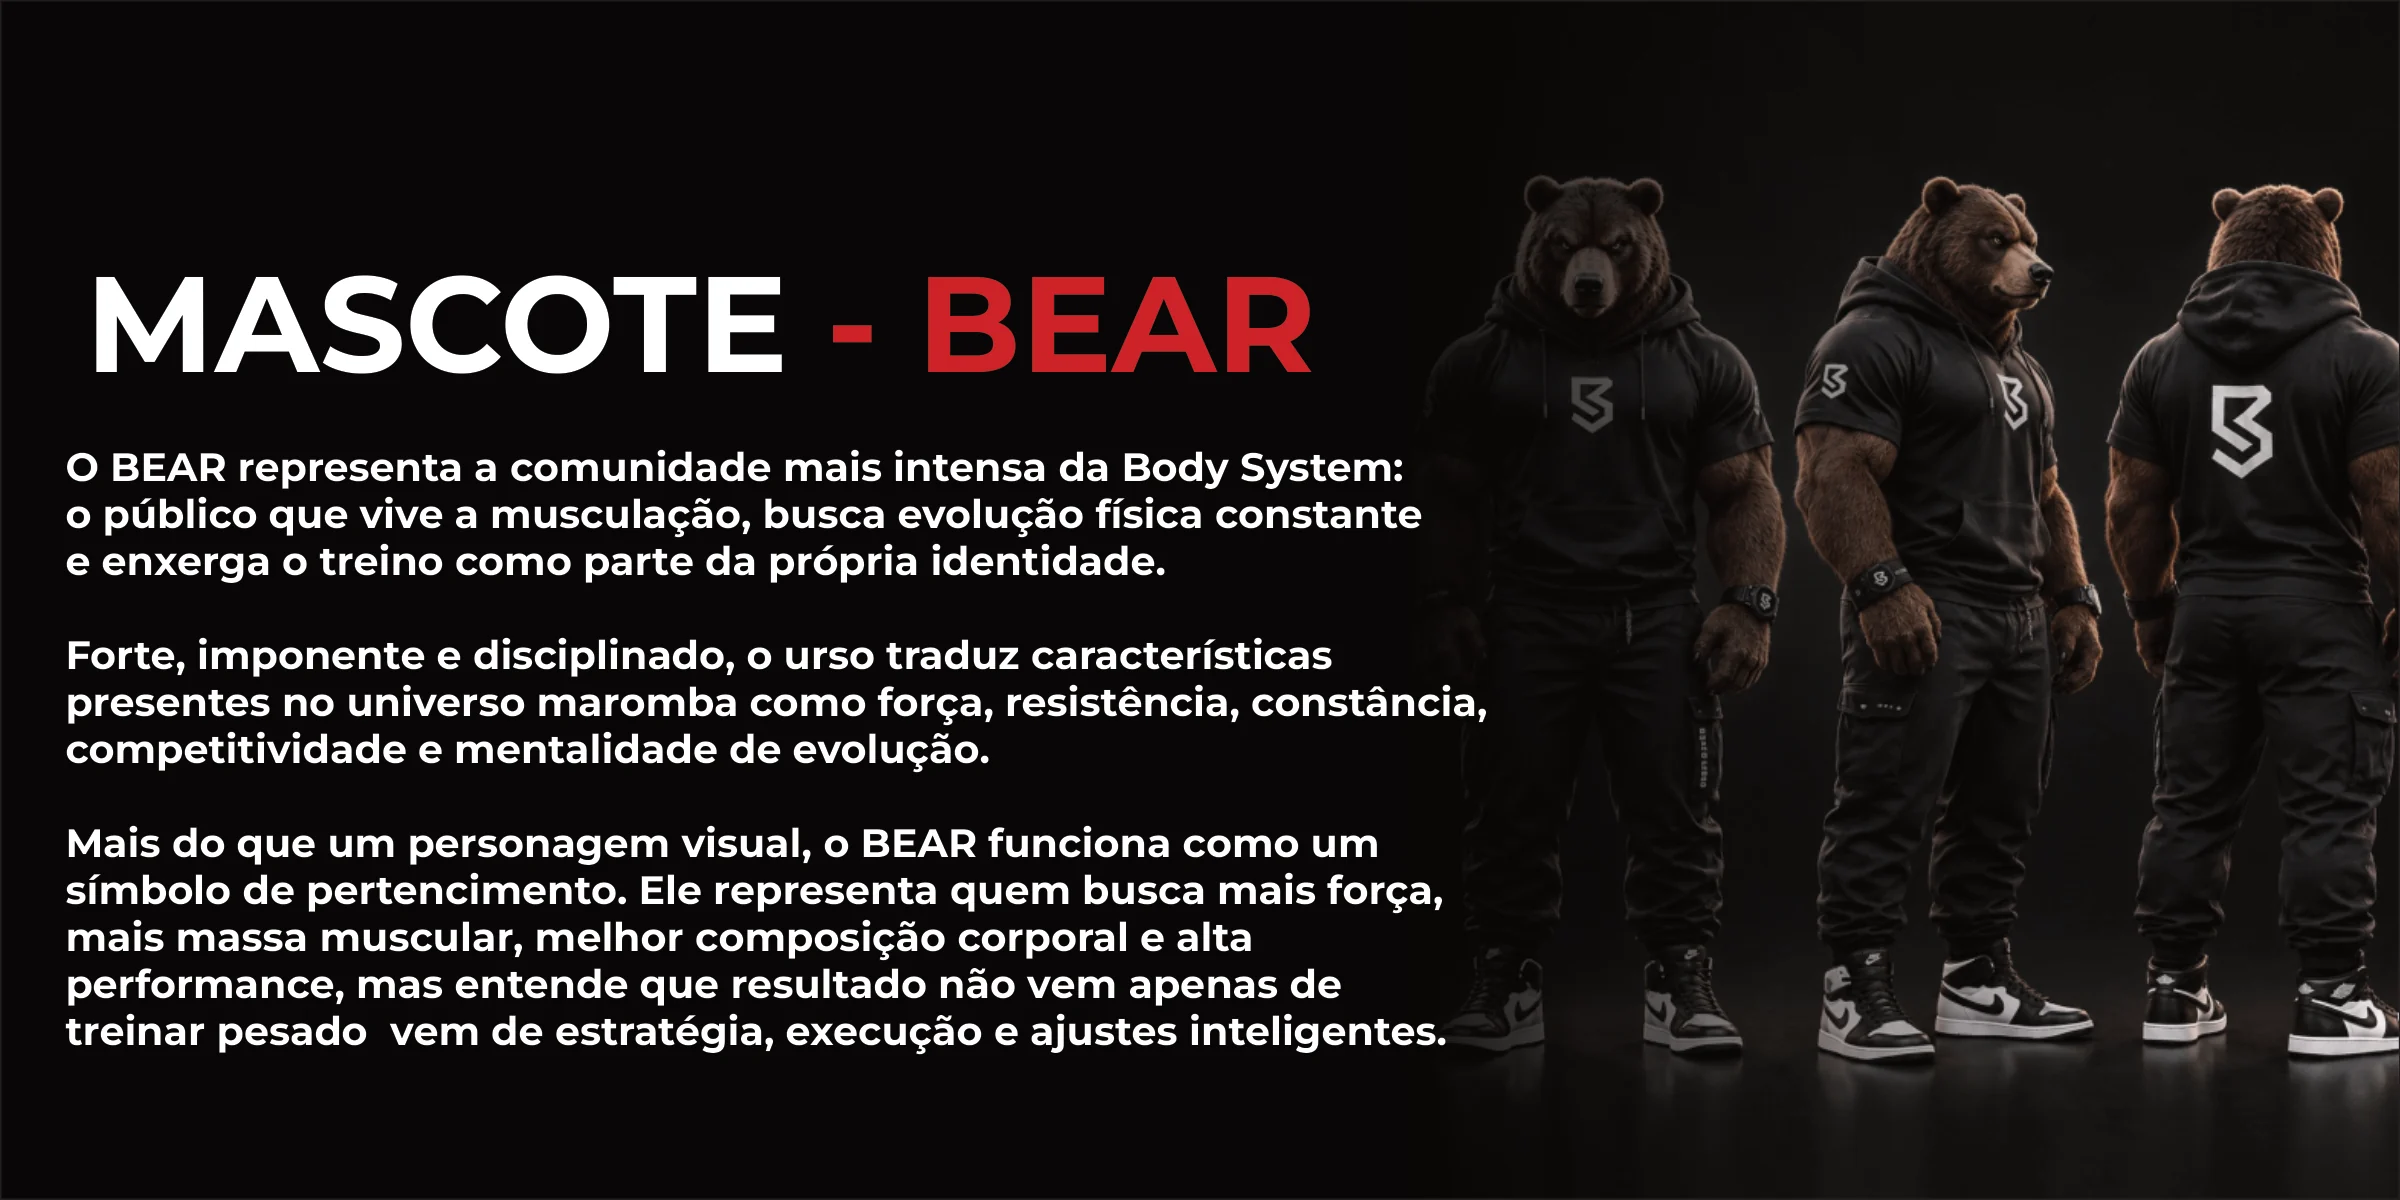 MASCOTE - BEAR
O BEAR representa a comunidade mais intensa da Body System:
o público que vive a musculação, busca evolução física constante
e enxerga o treino como parte da própria identidade.
Forte, imponente e disciplinado, o urso traduz características
presentes no universo maromba como força, resistência, constância,
competitividade e mentalidade de evolução.
Mais do que um personagem visual, o BEAR funciona como um
símbolo de pertencimento. Ele representa quem busca mais força,
mais massa muscular, melhor composição corporal e alta
performance, mas entende que resultado não vem apenas de
treinar pesado  vem de estratégia, execução e ajustes inteligentes.